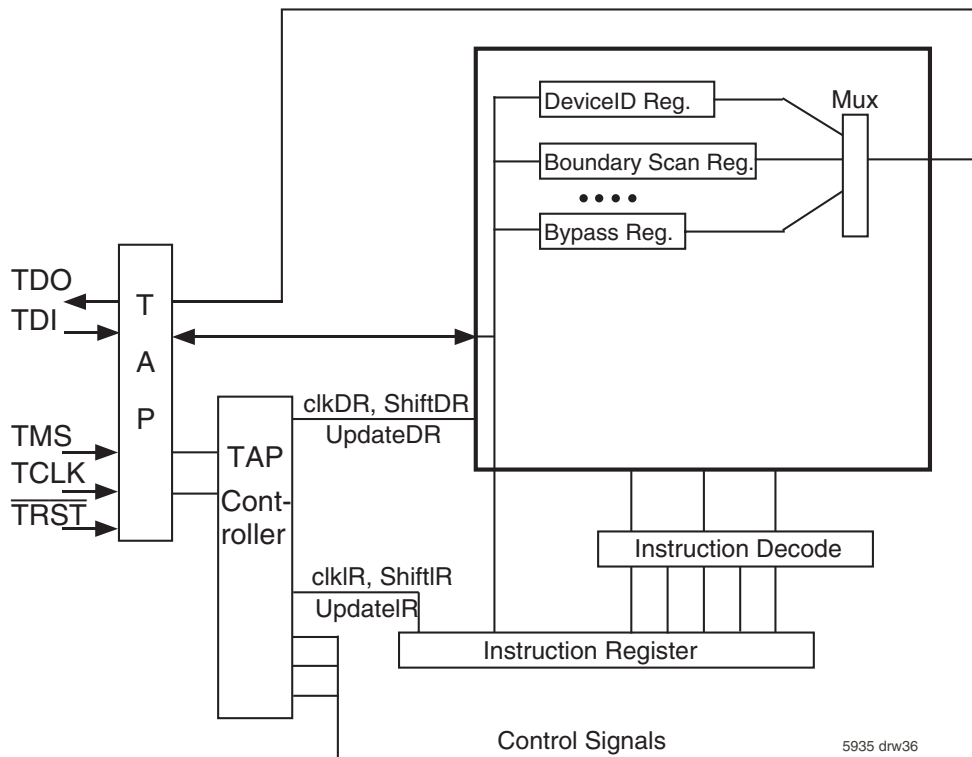 DeviceID Reg.
Mux
Boundary Scan Reg.
Bypass Reg.
TDO
TDI
T
A
P
clkDR, ShiftDR
UpdateDR
TMS
TCLK
TRST
TAP
Cont-
roller
Instruction Decode
clkIR, ShiftIR
UpdateIR
Instruction Register
Control Signals
5935 drw36